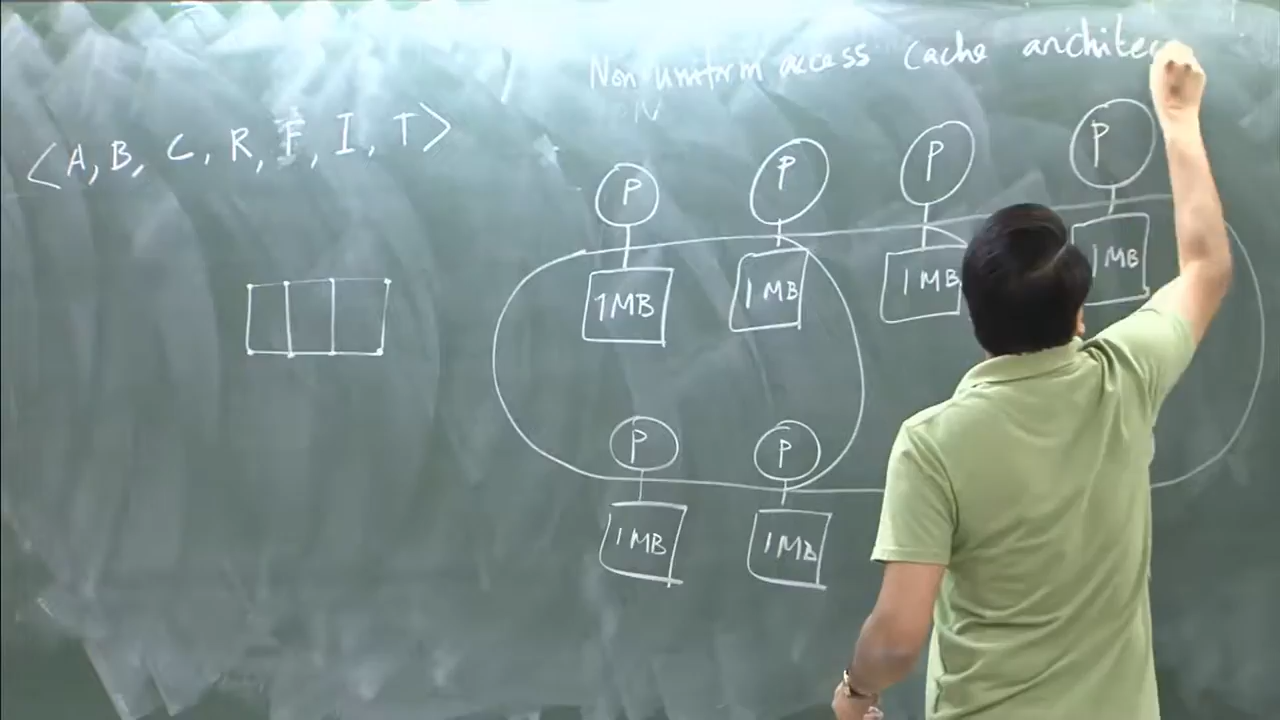 Non uniform access cache architec
N
<A, B, C, R, F, I, T>
P P P P
1MB 1MB 1MB 1MB
P P
1MB 1MB